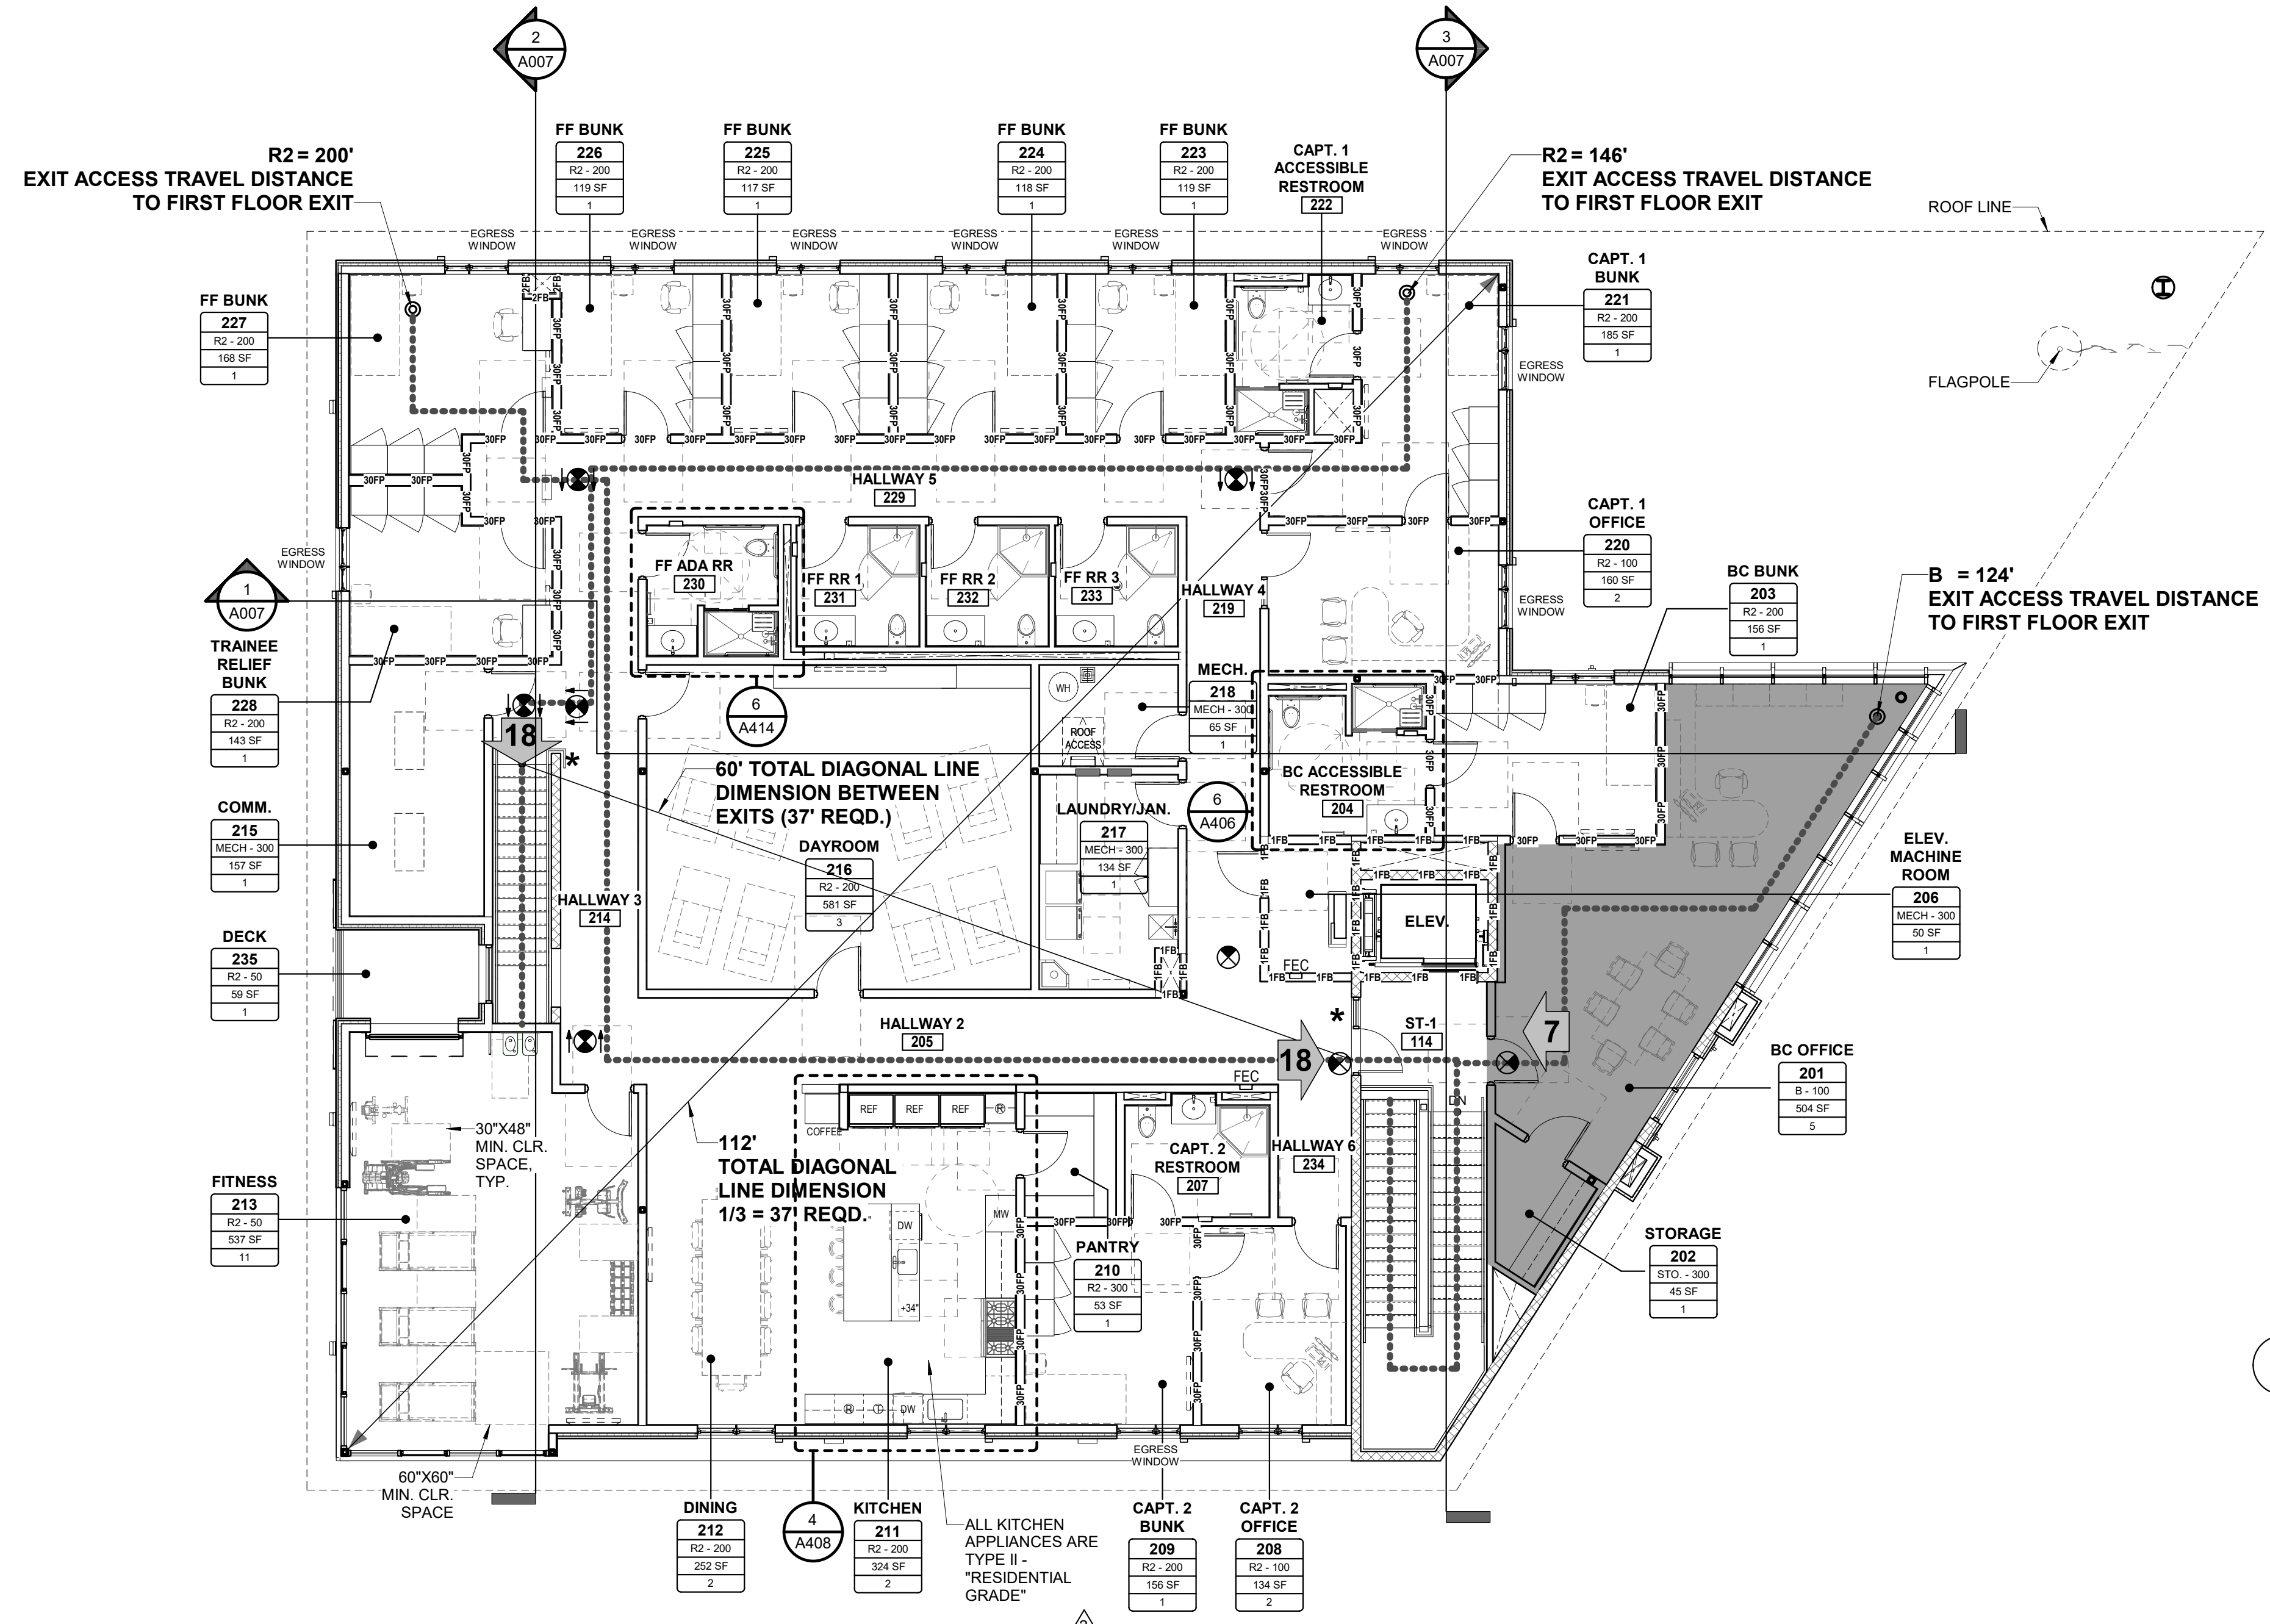 2
A007
3
A007
R2 = 200'
EXIT ACCESS TRAVEL DISTANCE
TO FIRST FLOOR EXIT
FF BUNK
226
R2 - 200
119 SF
1
FF BUNK
225
R2 - 200
117 SF
1
FF BUNK
224
R2 - 200
118 SF
1
FF BUNK
223
R2 - 200
119 SF
1
CAPT. 1
ACCESSIBLE
RESTROOM
222
R2 = 146'
EXIT ACCESS TRAVEL DISTANCE
TO FIRST FLOOR EXIT
ROOF LINE
EGRESS
WINDOW
EGRESS
WINDOW
EGRESS
WINDOW
EGRESS
WINDOW
EGRESS
WINDOW
EGRESS
WINDOW
CAPT. 1
BUNK
221
R2 - 200
185 SF
1
EGRESS
WINDOW
FLAGPOLE
FF BUNK
227
R2 - 200
168 SF
1
2FB
2FB
2FB
30FP
HALLWAY 5
229
CAPT. 1
OFFICE
220
R2 - 100
160 SF
2
EGRESS
WINDOW
EGRESS
WINDOW
1
A007
FF ADA RR
230
FF RR 1
231
FF RR 2
232
FF RR 3
233
HALLWAY 4
219
BC BUNK
203
R2 - 200
156 SF
1
B = 124'
EXIT ACCESS TRAVEL DISTANCE
TO FIRST FLOOR EXIT
TRAINEE
RELIEF
BUNK
228
R2 - 200
143 SF
1
18
6
A414
WH
ROOF
ACCESS
MECH.
218
MECH - 300
65 SF
1
60' TOTAL DIAGONAL LINE
DIMENSION BETWEEN
EXITS (37' REQD.)
BC ACCESSIBLE
RESTROOM
204
6
A406
COMM.
215
MECH - 300
157 SF
1
DAYROOM
216
R2 - 200
581 SF
3
LAUNDRY/JAN.
217
MECH - 300
134 SF
1
1FB
ELEV.
ELEV.
MACHINE
ROOM
206
MECH - 300
50 SF
1
HALLWAY 3
214
DECK
235
R2 - 50
59 SF
1
FEC
HALLWAY 2
205
ST-1
114
18
7
FEC
DN
BC OFFICE
201
B - 100
504 SF
5
REF
REF
REF
R
COFFEE
30"X48"
MIN. CLR.
SPACE,
TYP.
112'
TOTAL DIAGONAL
LINE DIMENSION
1/3 = 37' REQD.
CAPT. 2
RESTROOM
207
HALLWAY 6
234
FITNESS
213
R2 - 50
537 SF
11
DW
MW
+34"
PANTRY
210
R2 - 300
53 SF
1
STORAGE
202
STO. - 300
45 SF
1
R
T
DW
EGRESS
WINDOW
60"X60"
MIN. CLR.
SPACE
DINING
212
R2 - 200
252 SF
2
4
A408
KITCHEN
211
R2 - 200
324 SF
2
ALL KITCHEN
APPLIANCES ARE
TYPE II -
"RESIDENTIAL
GRADE"
CAPT. 2
BUNK
209
R2 - 200
156 SF
1
CAPT. 2
OFFICE
208
R2 - 100
134 SF
2